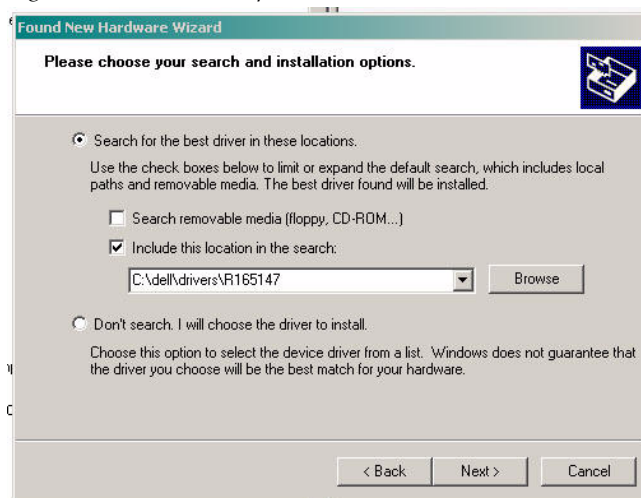 Found New Hardware Wizard
Please choose your search and installation options.
Search for the best driver in these locations.
Use the check boxes below to limit or expand the default search, which includes local
paths and removable media. The best driver found will be installed.
Search removable media (floppy, CD-ROM...)
Include this location in the search:
C:\dell\drivers\R165147
Browse
Don't search. I will choose the driver to install.
Choose this option to select the device driver from a list. Windows does not guarantee that
the driver you choose will be the best match for your hardware.
< Back
Next >
Cancel